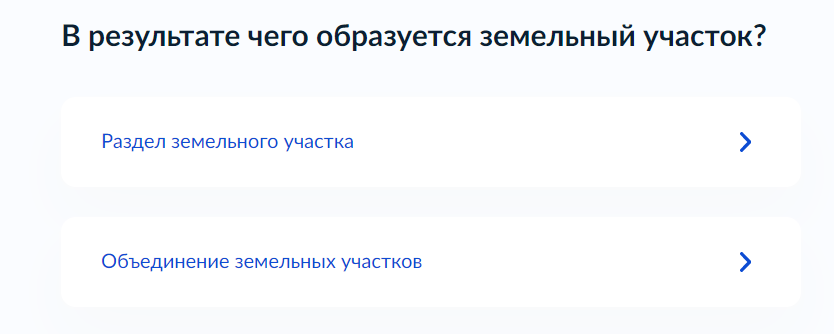 В результате чего образуется земельный участок?
Раздел земельного участка
Объединение земельных участков